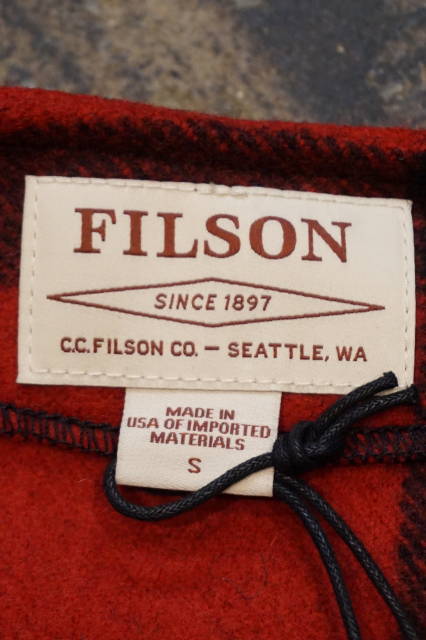 FILSON
SINCE 1897
C.C.FILSON CO. — SEATTLE, WA
MADE IN
USA OF IMPORTED
MATERIALS
S